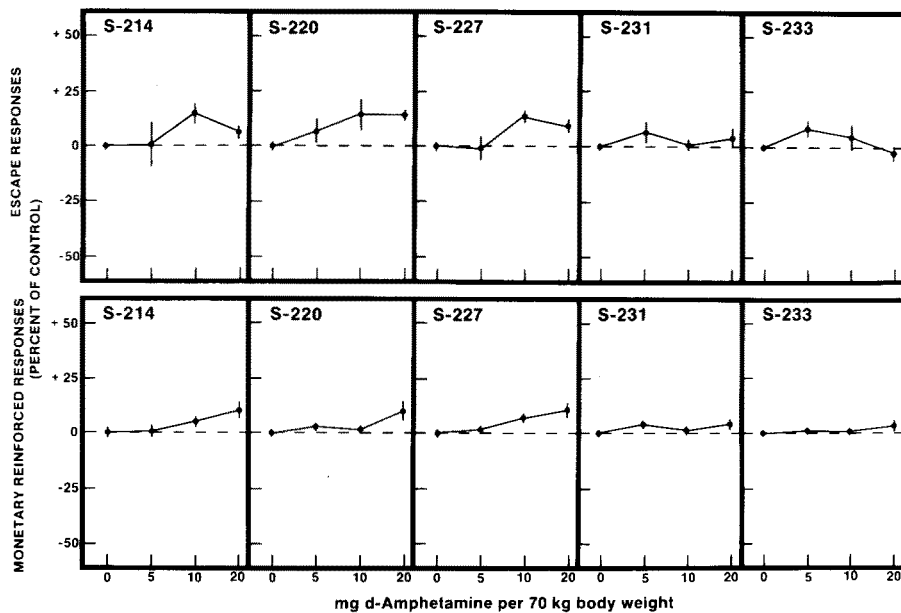 ESCAPE RESPONSES
MONETARY REINFORCED RESPONSES
(PERCENT OF CONTROL)
S-214 S-220 S-227 S-231 S-233
+ 50
+ 25
0
-25
-50
S-214 S-220 S-227 S-231 S-233
+ 50
+ 25
0
-25
-50
0 5 10 20 0 5 10 20 0 5 10 20 0 5 10 20 0 5 10 20
mg d-Amphetamine per 70 kg body weight